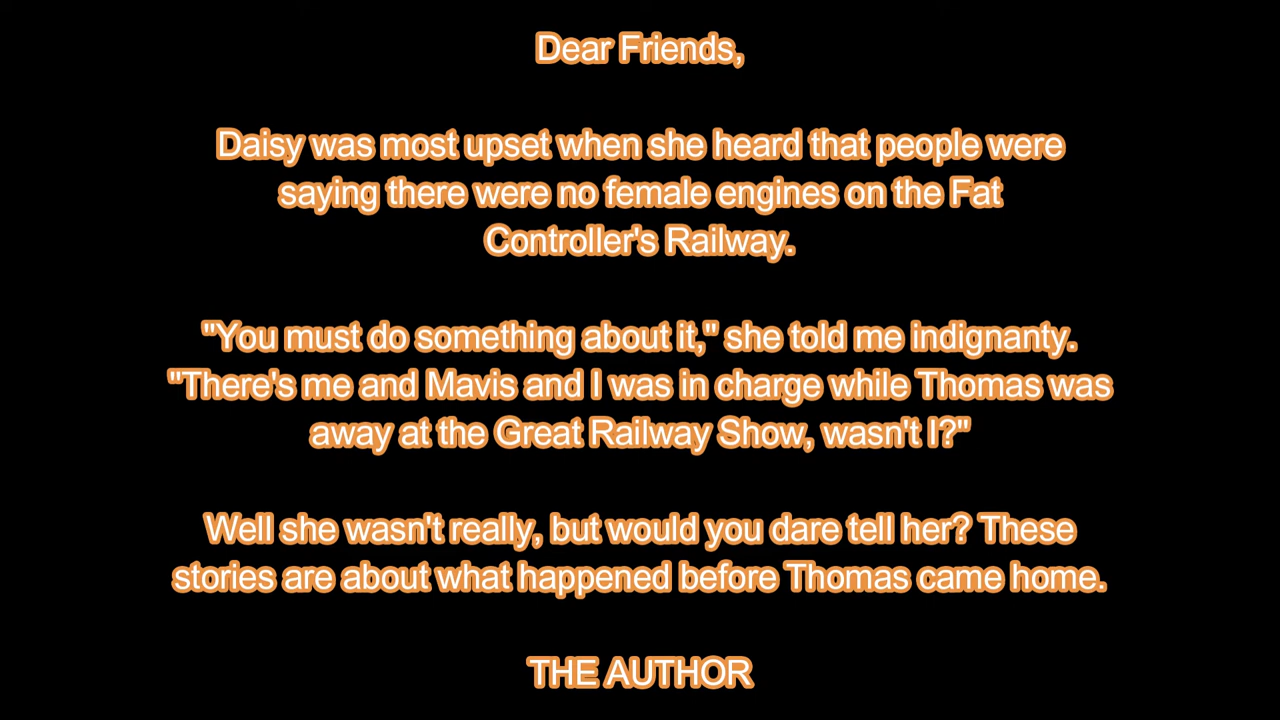 Dear Friends,
Daisy was most upset when she heard that people were
saying there were no female engines on the Fat
Controller's Railway.
"You must do something about it," she told me indignanty.
"There's me and Mavis and I was in charge while Thomas was
away at the Great Railway Show, wasn't I?"
Well she wasn't really, but would you dare tell her? These
stories are about what happened before Thomas came home.
THE AUTHOR